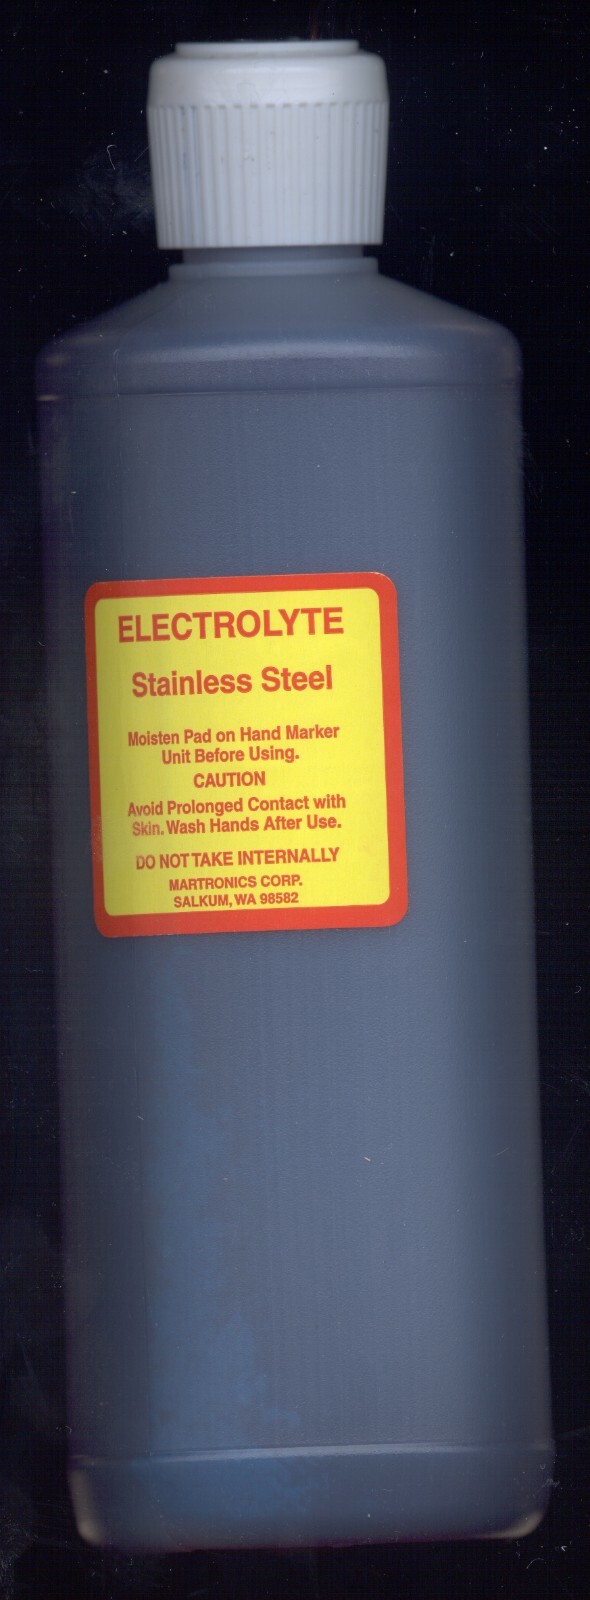 ELECTROLYTE
Stainless Steel
Moisten Pad on Hand Marker
Unit Before Using.
CAUTION
Avoid Prolonged Contact with
Skin. Wash Hands After Use.
DO NOT TAKE INTERNALLY
MARTRONICS CORP.
SALKUM, WA 98582